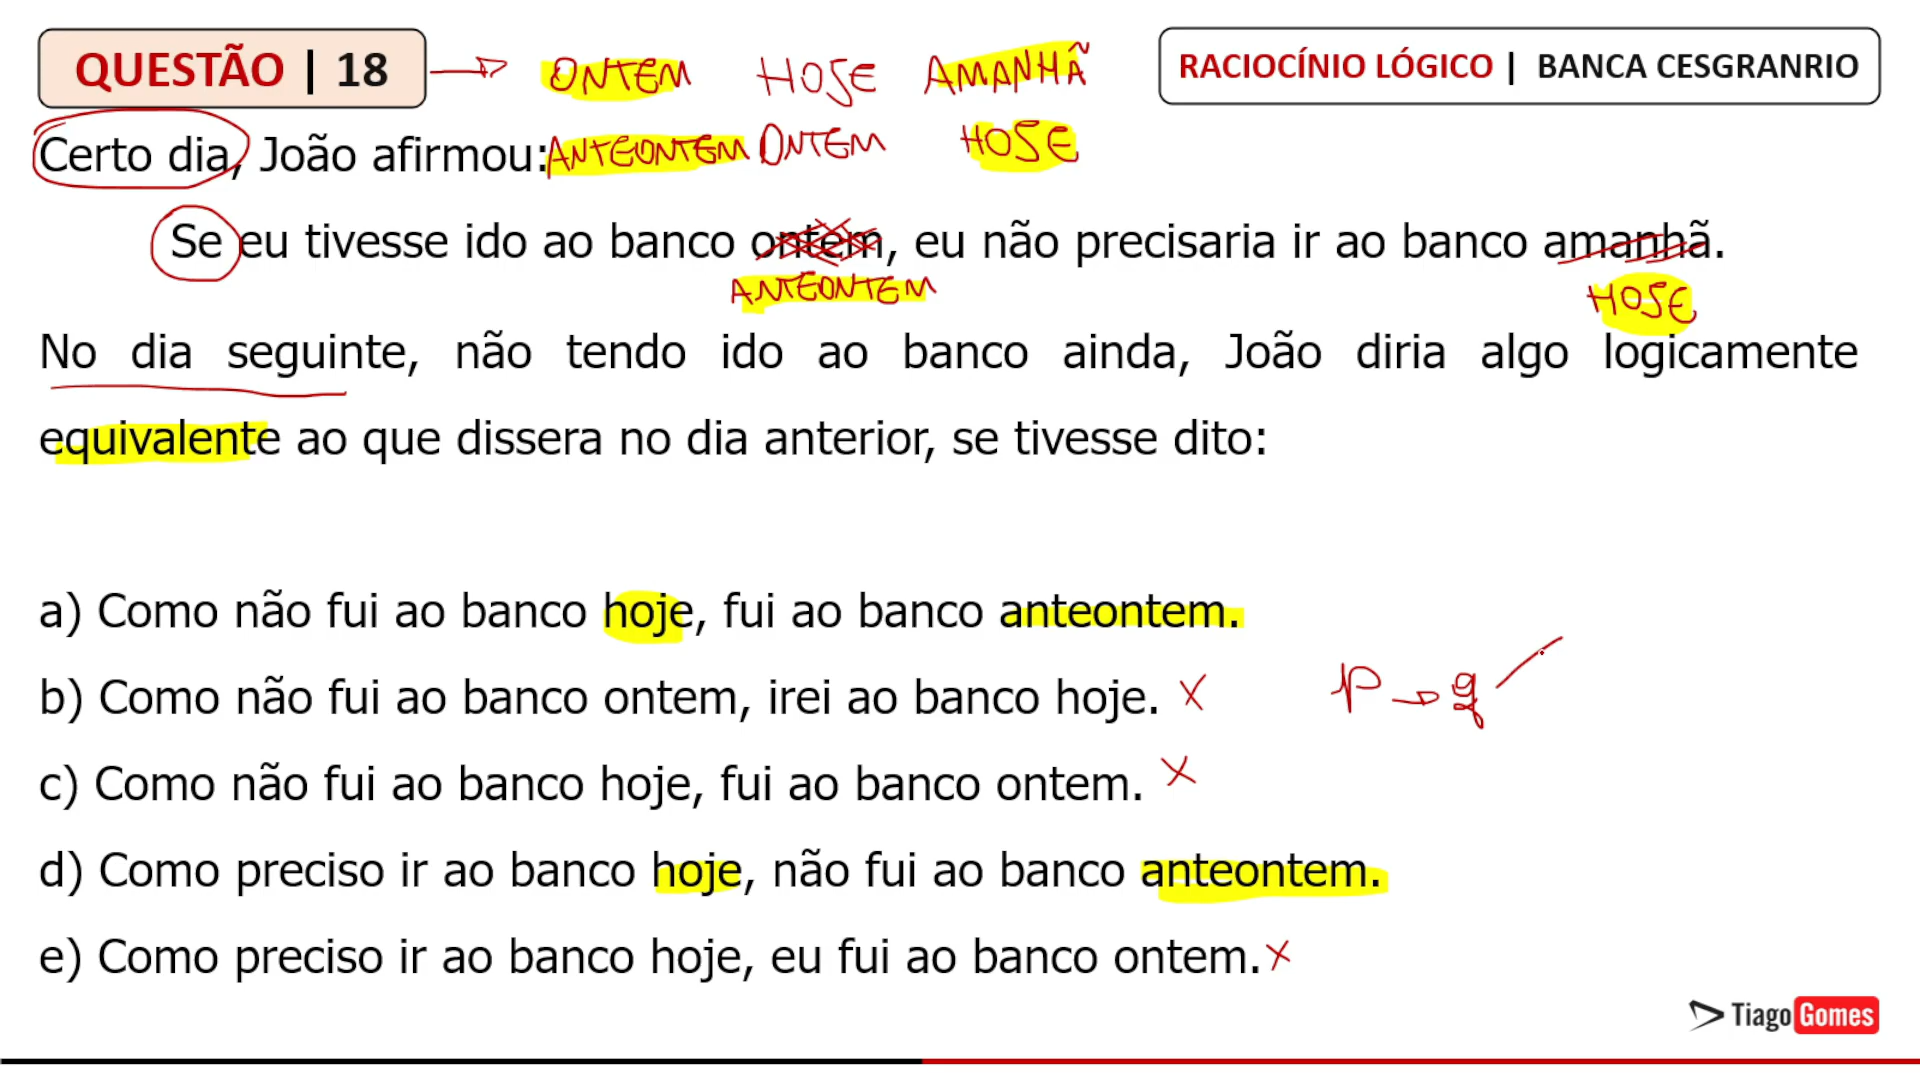 QUESTÃO | 18 ONTEM HOJE AMANHÃ
RACIOCÍNIO LÓGICO | BANCA CESGRANRIO
Certo dia, João afirmou: ANTEONTEM ONTEM HOJE
Se eu tivesse ido ao banco ontem, eu não precisaria ir ao banco amanhã.
ANTEONTEM HOJE
No dia seguinte, não tendo ido ao banco ainda, João diria algo logicamente
equivalente ao que dissera no dia anterior, se tivesse dito:
a) Como não fui ao banco hoje, fui ao banco anteontem.
b) Como não fui ao banco ontem, irei ao banco hoje. X
p → q
c) Como não fui ao banco hoje, fui ao banco ontem. X
d) Como preciso ir ao banco hoje, não fui ao banco anteontem.
e) Como preciso ir ao banco hoje, eu fui ao banco ontem. X
Tiago Gomes